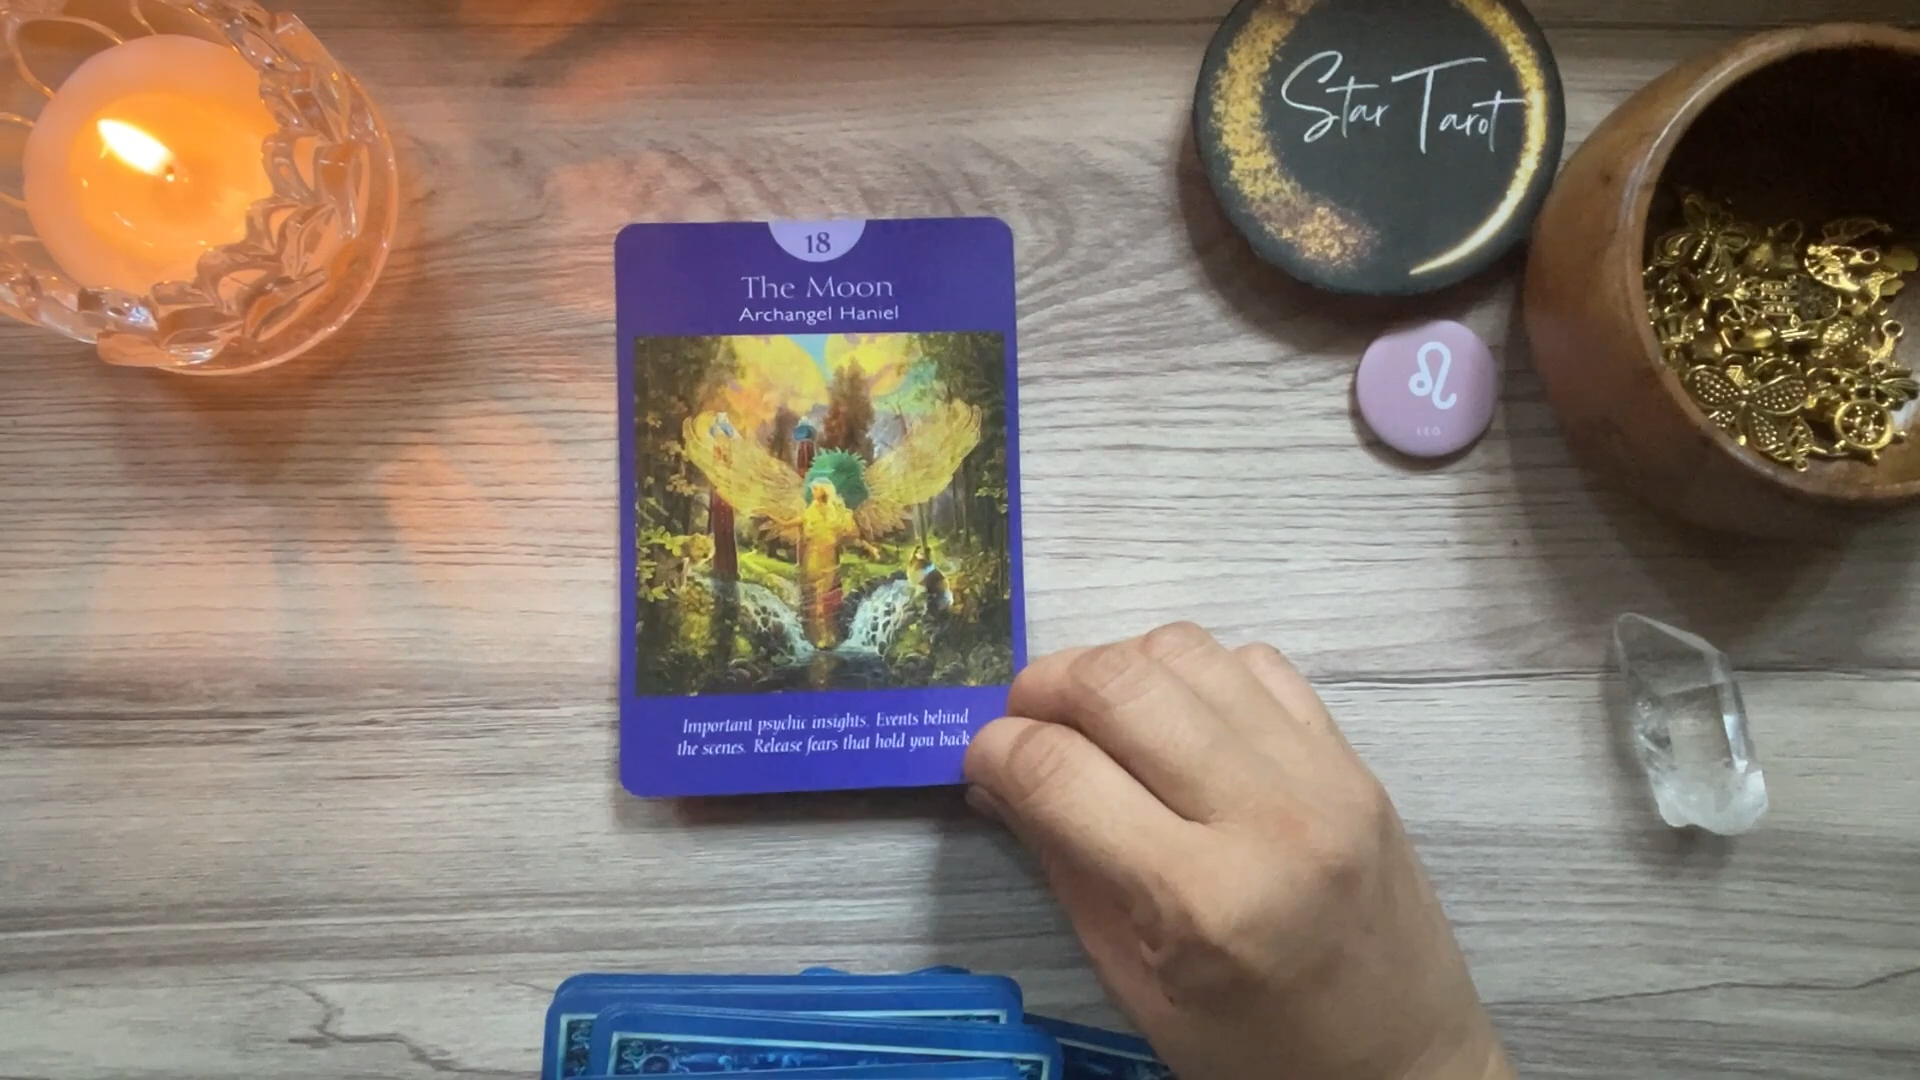 Star Tarot
18
The Moon
Archangel Haniel
LEO
Important psychic insights. Events behind
the scenes. Release fears that hold you back